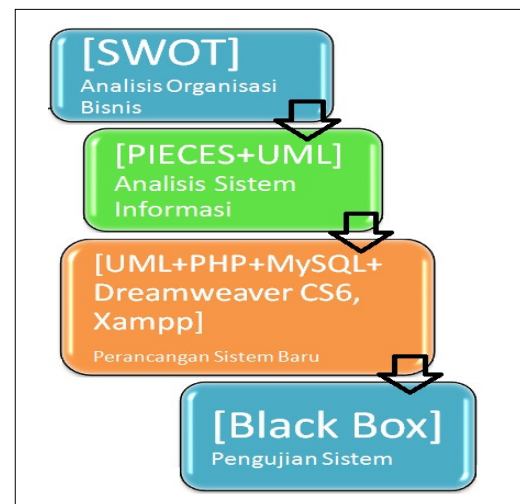 [SWOT]
Analisis Organisasi
Bisnis
[PIECES+UML]
Analisis Sistem
Informasi
[UML+PHP+MySQL+
Dreamweaver CS6,
Xampp]
Perancangan Sistem Baru
[Black Box]
Pengujian Sistem